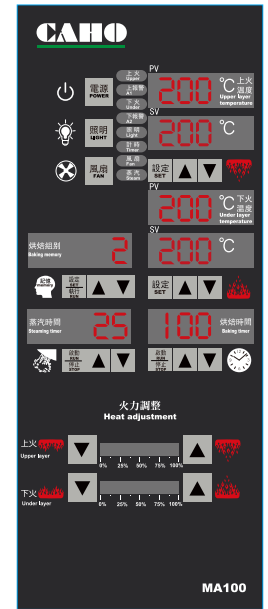 CAHO
PV
電源
POWER
上火
Upper
上報警
A1
下火
Under
下報警
A2
200 ℃
上火
溫度
Upper layer
temperature
SV
照明
LIGHT
照明
Light
計時
Timer
200 ℃
風扇
FAN
風扇
Fan
蒸汽
Steam
設定
SET
PV
200 ℃
下火
溫度
Under layer
temperature
SV
烘焙組別
Baking memory
2
200 ℃
記憶
memory
設定
SET
執行
RUN
設定
SET
蒸汽時間
Steaming timer
25
100
烘焙時間
Baking timer
啟動
RUN
停止
STOP
啟動
RUN
停止
STOP
火力調整
Heat adjustment
上火
Upper layer
0% 25% 50% 75% 100%
下火
Under layer
0% 25% 50% 75% 100%
MA100